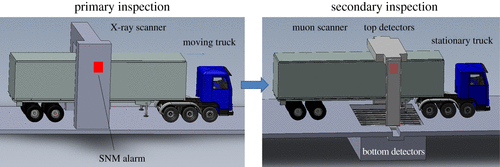 primary inspection
X-ray scanner
moving truck
SNM alarm
secondary inspection
muon scanner
top detectors
stationary truck
bottom detectors